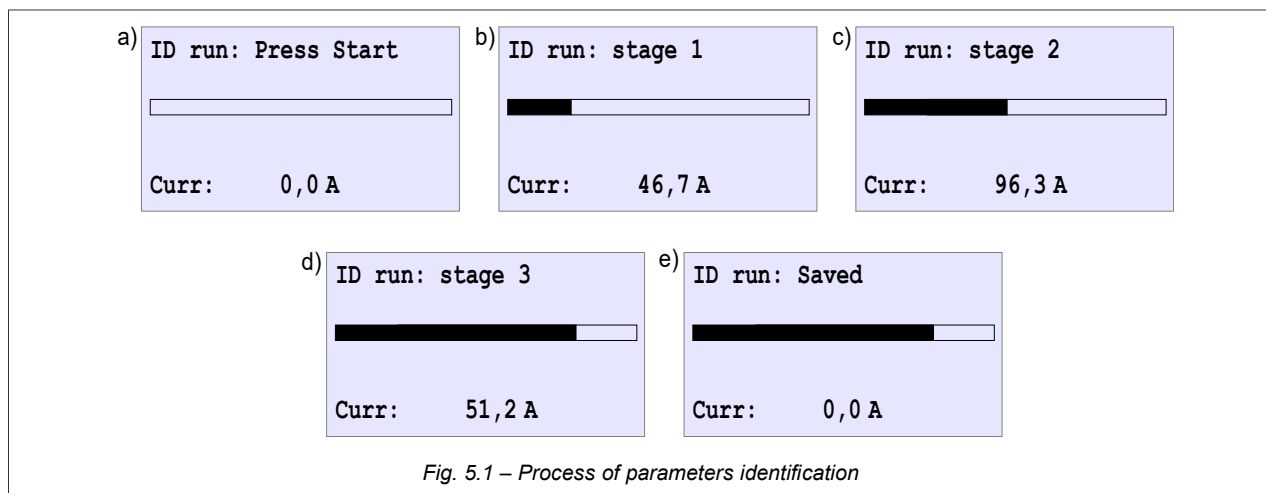 a)
ID run: Press Start
Curr: 0,0 A
b)
ID run: stage 1
Curr: 46,7 A
c)
ID run: stage 2
Curr: 96,3 A
d)
ID run: stage 3
Curr: 51,2 A
e)
ID run: Saved
Curr: 0,0 A
Fig. 5.1 – Process of parameters identification